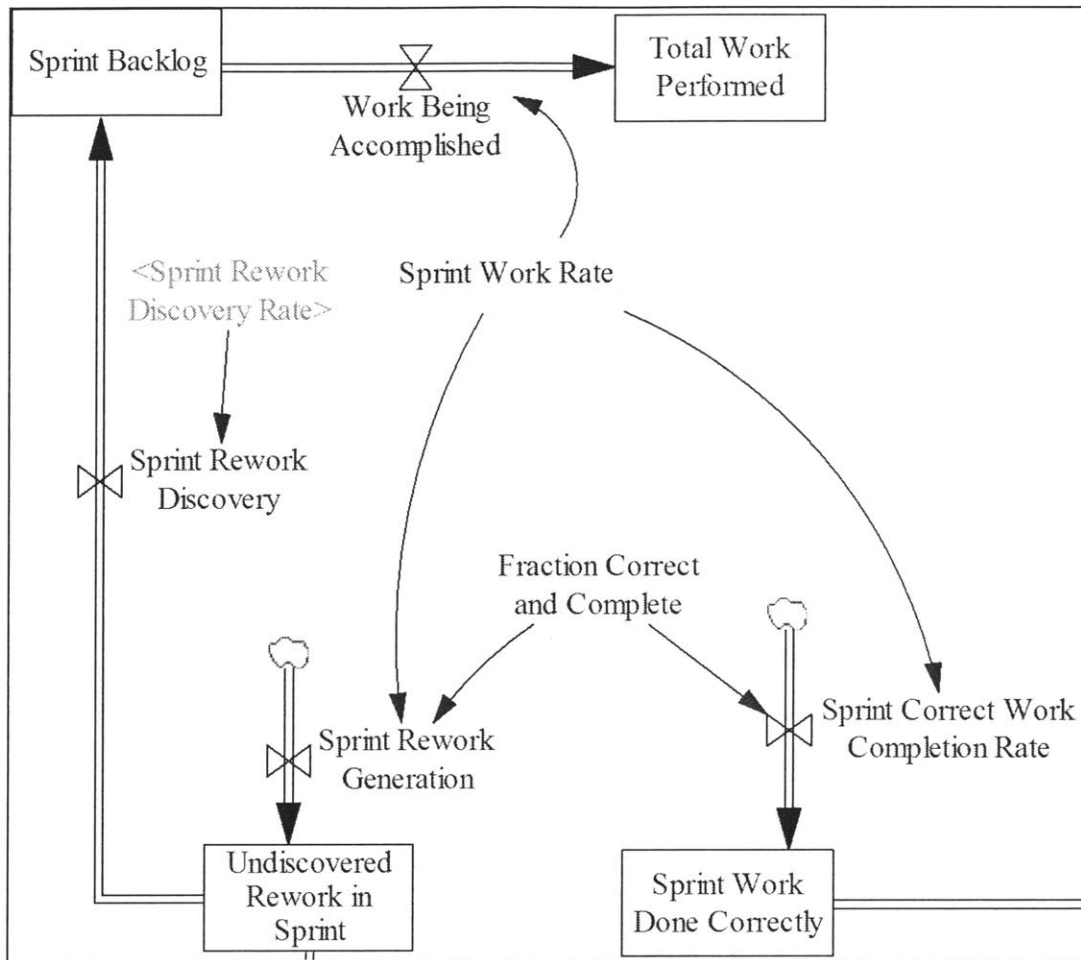 Sprint Backlog
Total Work
Performed
Work Being
Accomplished
<Sprint Rework
Discovery Rate>
Sprint Work Rate
Sprint Rework
Discovery
Fraction Correct
and Complete
Sprint Correct Work
Completion Rate
Sprint Rework
Generation
Undiscovered
Rework in
Sprint
Sprint Work
Done Correctly